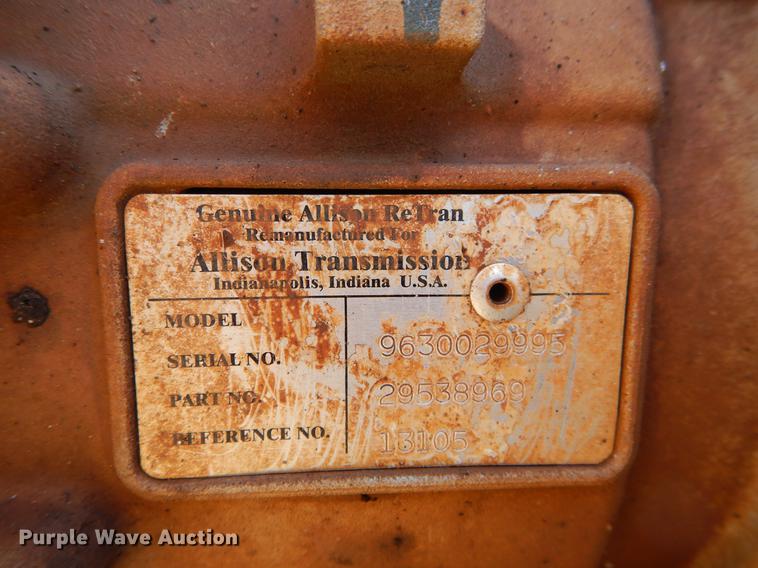 Genuine Allison ReTran
Remanufactured For
Allison Transmission
Indianapolis, Indiana U.S.A.
MODEL
SERIAL NO. 9630029995
PART NO. 29538969
REFERENCE NO. 13105
Purple Wave Auction